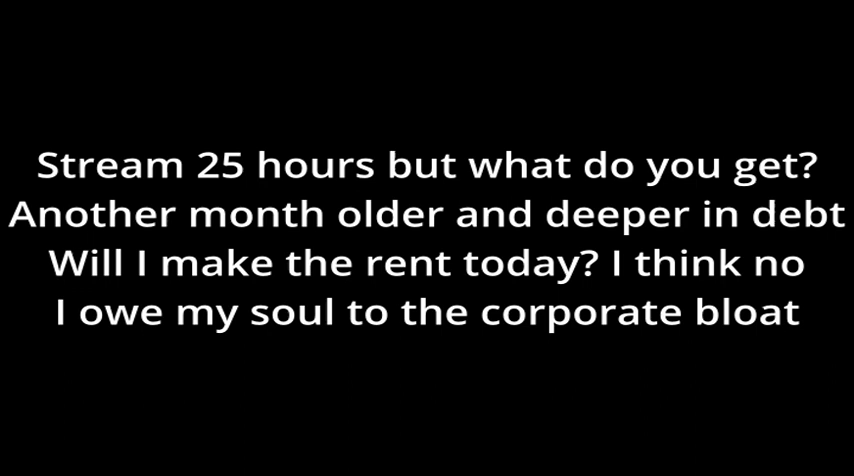 Stream 25 hours but what do you get?
Another month older and deeper in debt
Will I make the rent today? I think no
I owe my soul to the corporate bloat